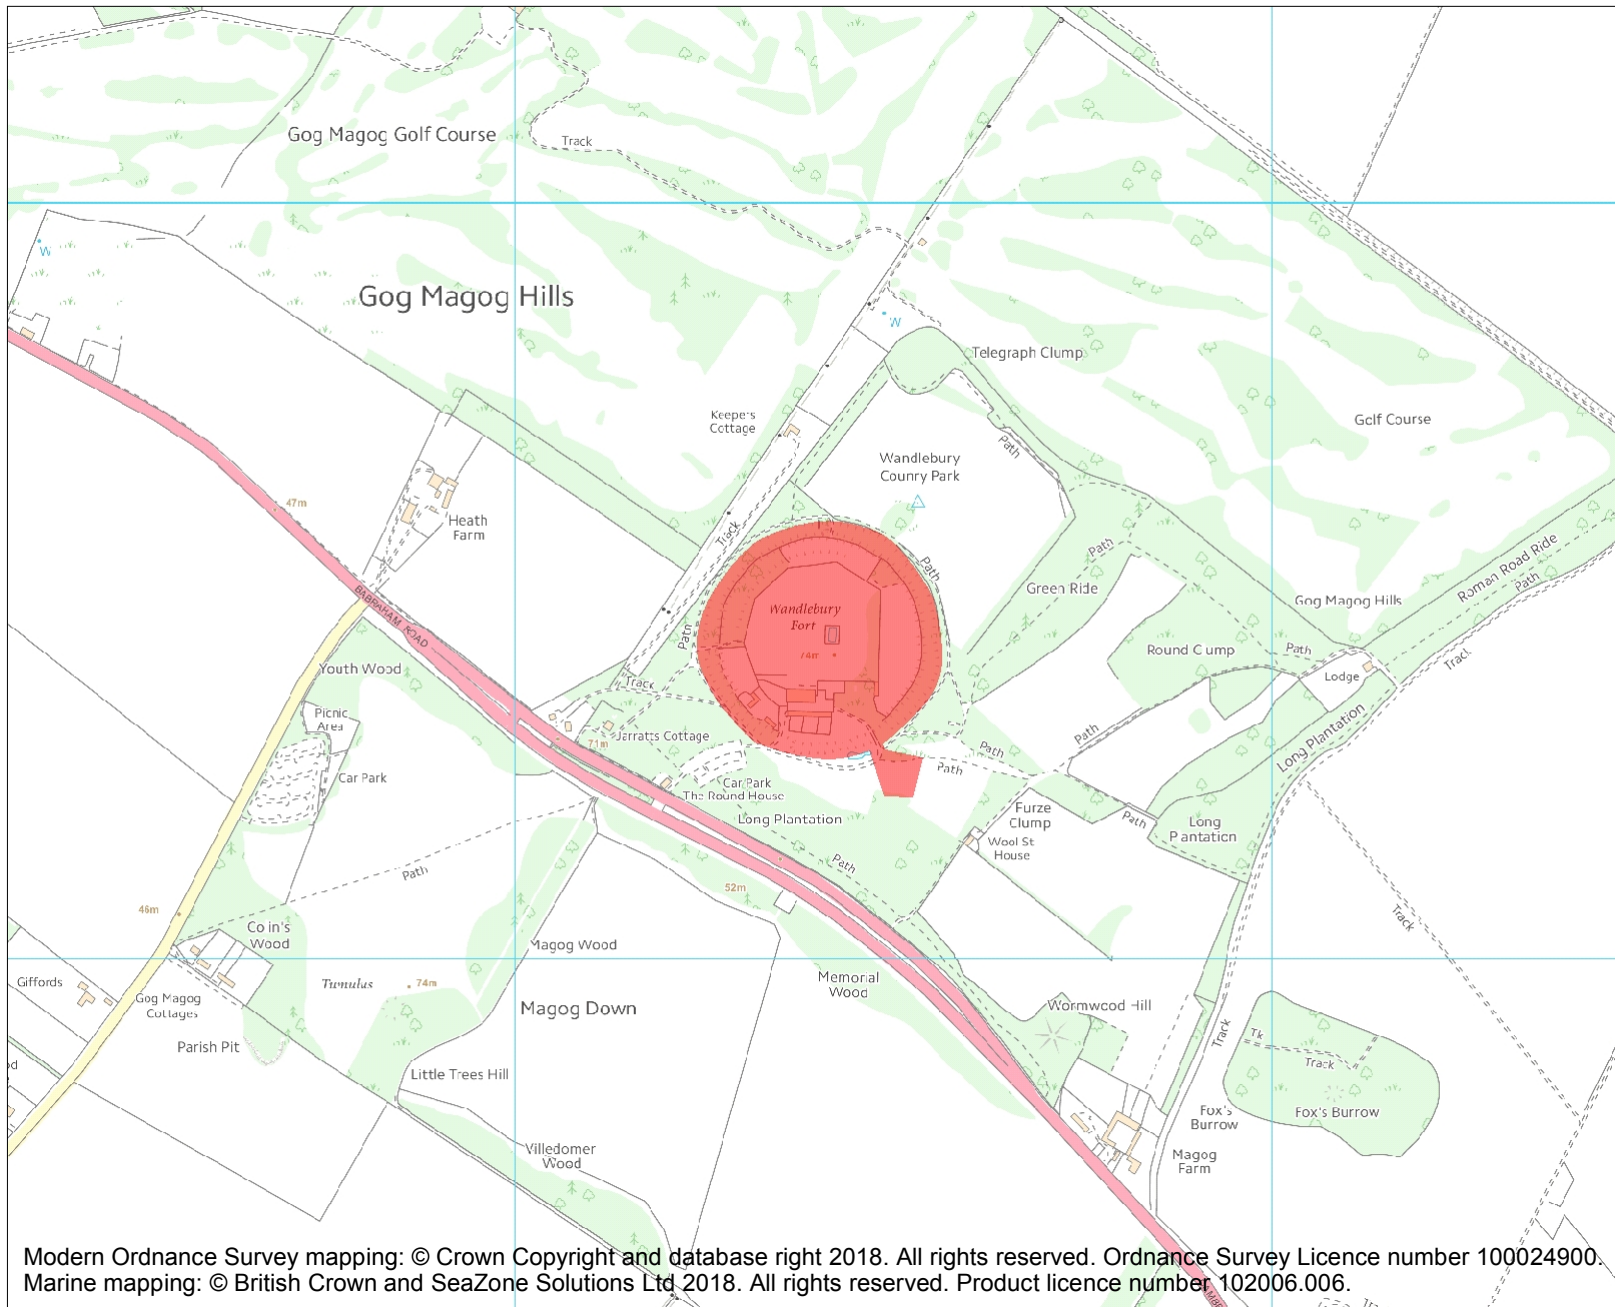 Gog Magog Golf Course
Track
W
Gog Magog Hills
W
Telegraph Clump
Keepers
Cottage
Golf Course
Path
Wandlebury
Counry Park
47m
Heath
Farm
Track
Path
Path
Roman Road Ride
Path
BABRAHAM ROAD
Wandlebury
Fort
Green Ride
Gog Magog Hills
Path
74m
Youth Wood
Round C ump
Path
Track
Track
Lodge
Picnic
Area
Jarratts Cottage
71m
Path
Path
Long Plantation
Car Park
Path
Car Park
The Round House
Long Plantation
Furze
Clump
Path
Long
Plantation
Wool St
House
Path
Path
52m
46m
Co in's
Wood
Track
Magog Wood
Giffords
Tumulus
74m
Memorial
Wood
Gog Magog
Cottages
Magog Down
Wormwood Hill
Parish Pit
Track
Tk
Track
Little Trees Hill
Fox's
Burrow
Fox's Burrow
Villedomer
Wood
Magog
Farm
Modern Ordnance Survey mapping: © Crown Copyright and database right 2018. All rights reserved. Ordnance Survey Licence number 100024900.
Marine mapping: © British Crown and SeaZone Solutions Ltd 2018. All rights reserved. Product licence number 102006.006.